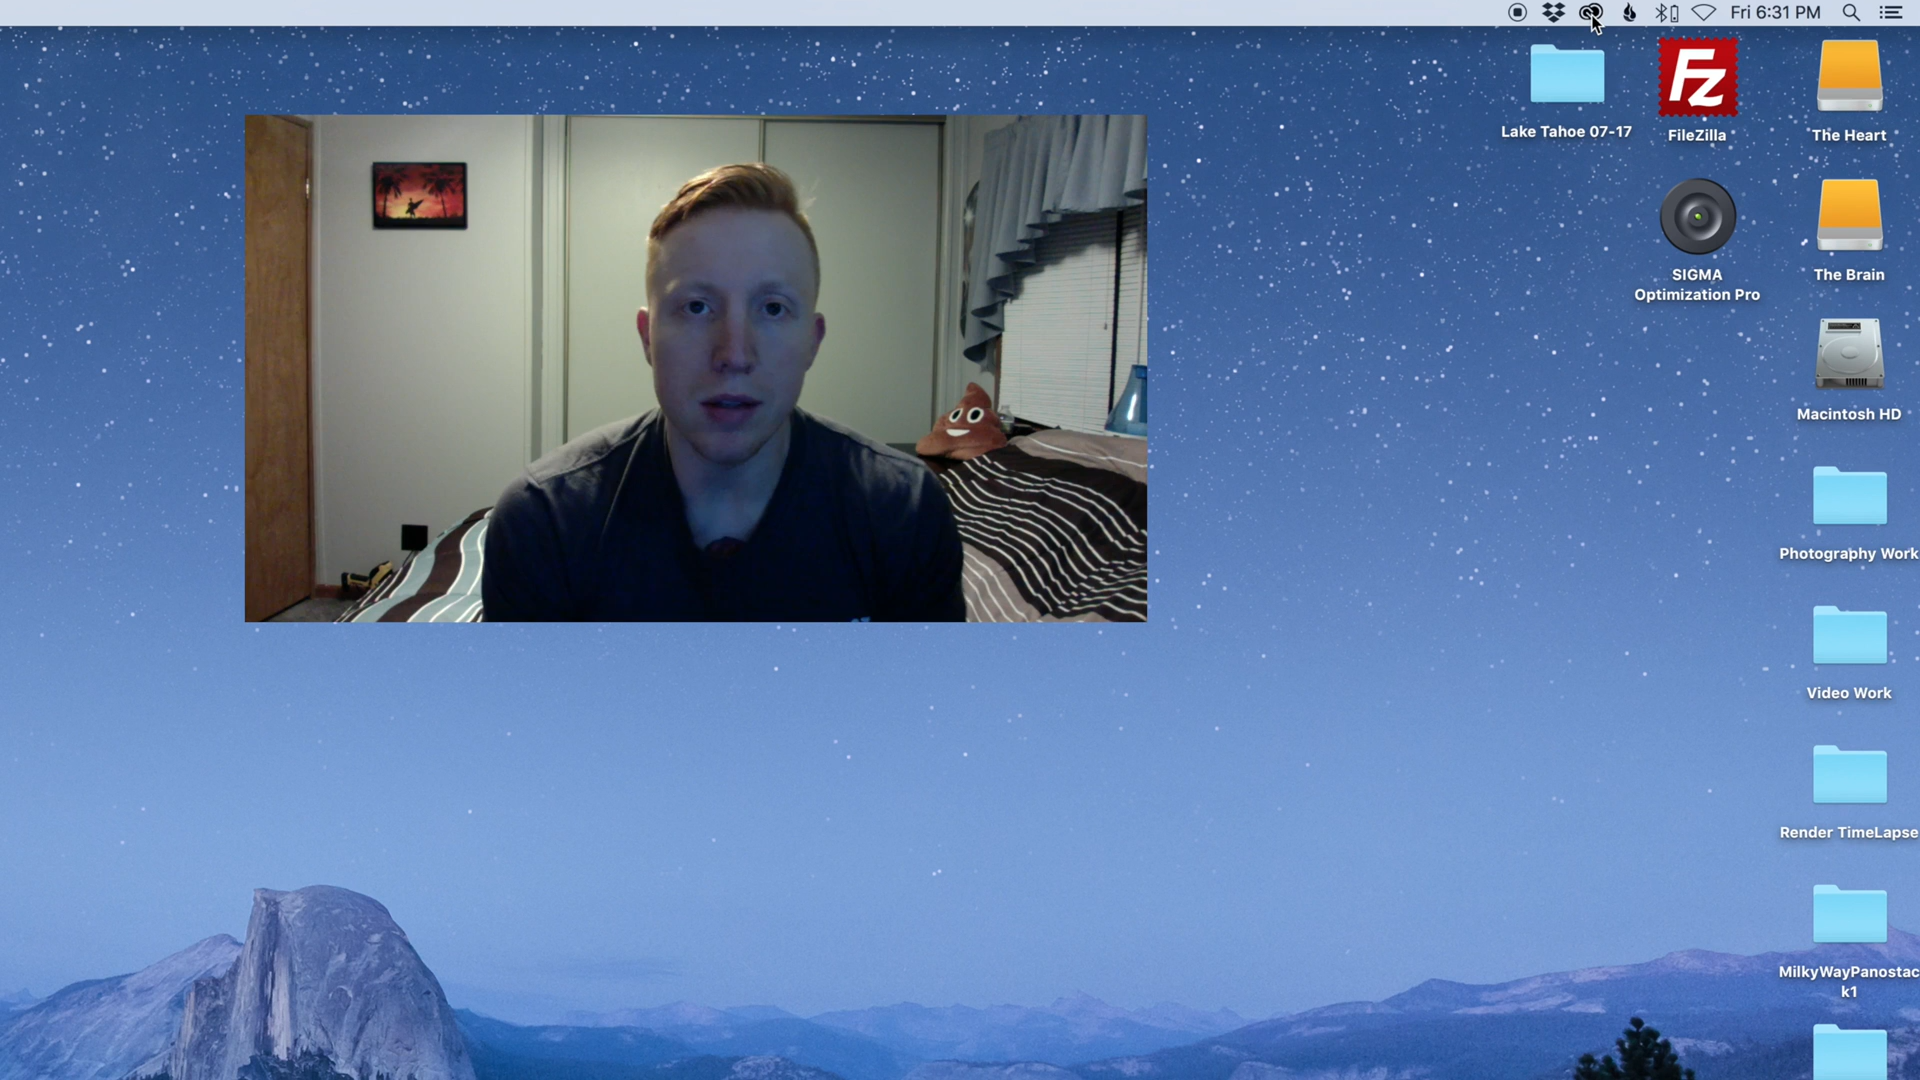 Fri 6:31 PM
Lake Tahoe 07-17
Fz
FileZilla
The Heart
SIGMA
Optimization Pro
The Brain
Macintosh HD
Photography Work
Video Work
Render TimeLapse
MilkyWayPanostac
k1